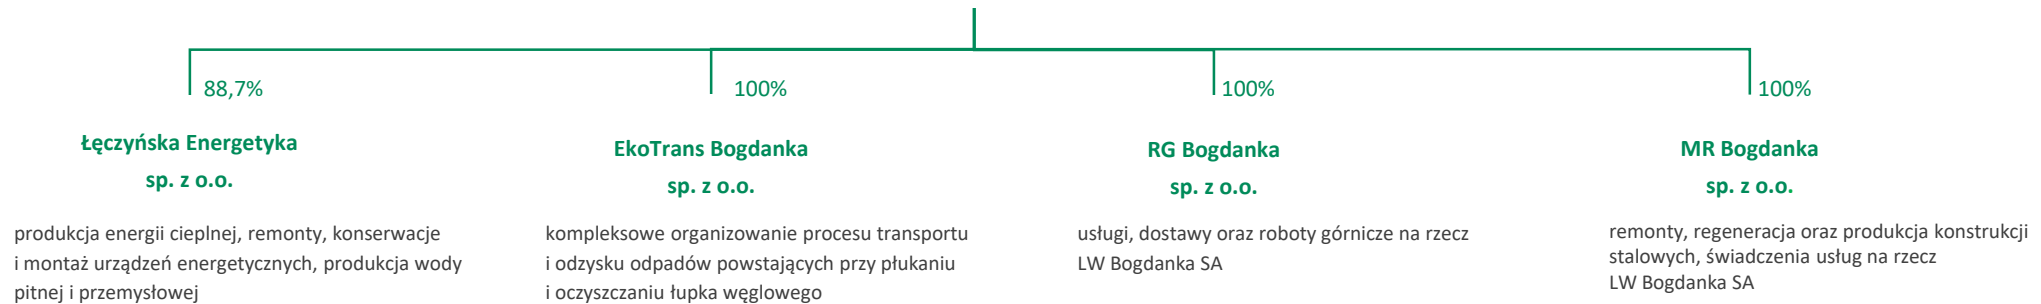 88,7%
100%
100%
100%
Łęczyńska Energetyka
sp. z o.o.
produkcja energii cieplnej, remonty, konserwacje
i montaż urządzeń energetycznych, produkcja wody
pitnej i przemysłowej
EkoTrans Bogdanka
sp. z o.o.
kompleksowe organizowanie procesu transportu
i odzysku odpadów powstających przy płukaniu
i oczyszczaniu łupka węglowego
RG Bogdanka
sp. z o.o.
usługi, dostawy oraz roboty górnicze na rzecz
LW Bogdanka SA
MR Bogdanka
sp. z o.o.
remonty, regeneracja oraz produkcja konstrukcji
stalowych, świadczenia usług na rzecz
LW Bogdanka SA